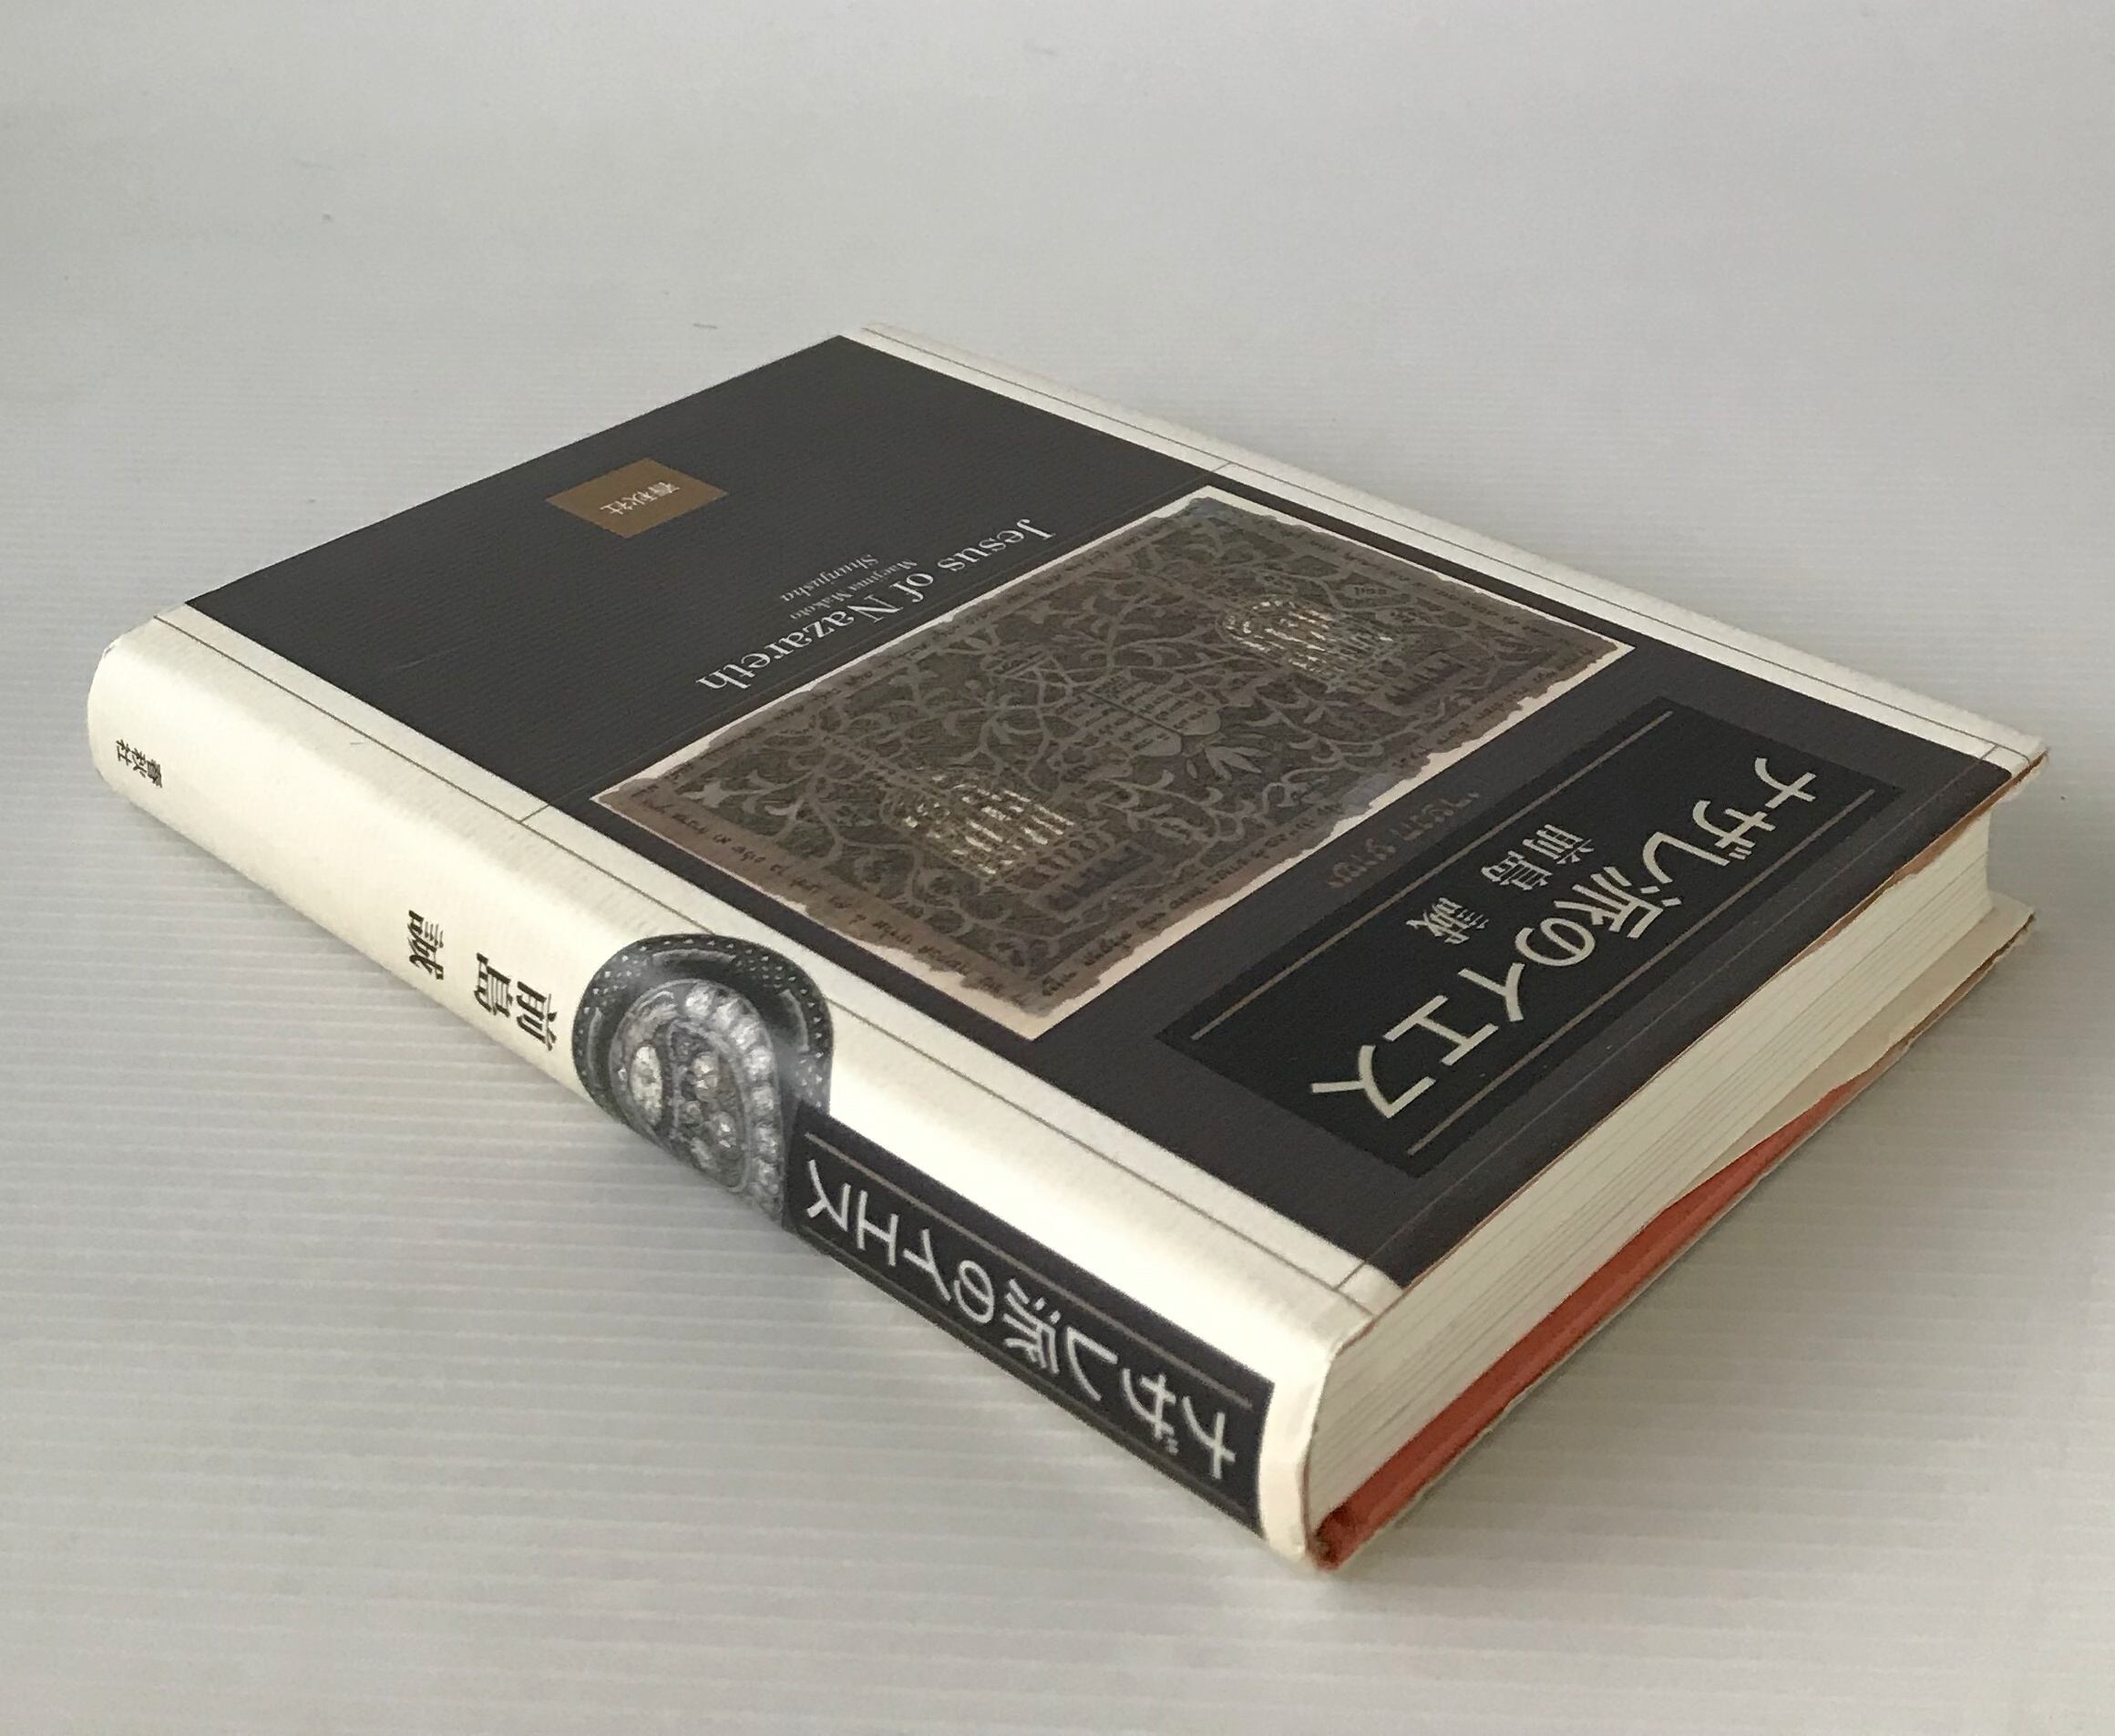 ナザレ派のイエス
前島 誠
Jesus of Nazareth
Maejima Makoto
Shunjusha
春秋社
ナザレ派のイエス
前島 誠
春秋社